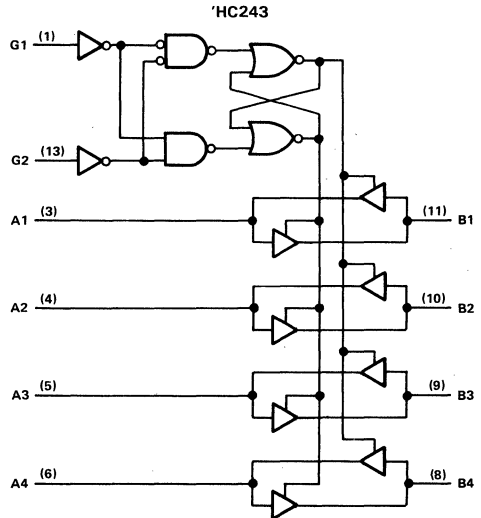 'HC243
G1 (1)
G2 (13)
A1 (3) (11) B1
A2 (4) (10) B2
A3 (5) (9) B3
A4 (6) (8) B4